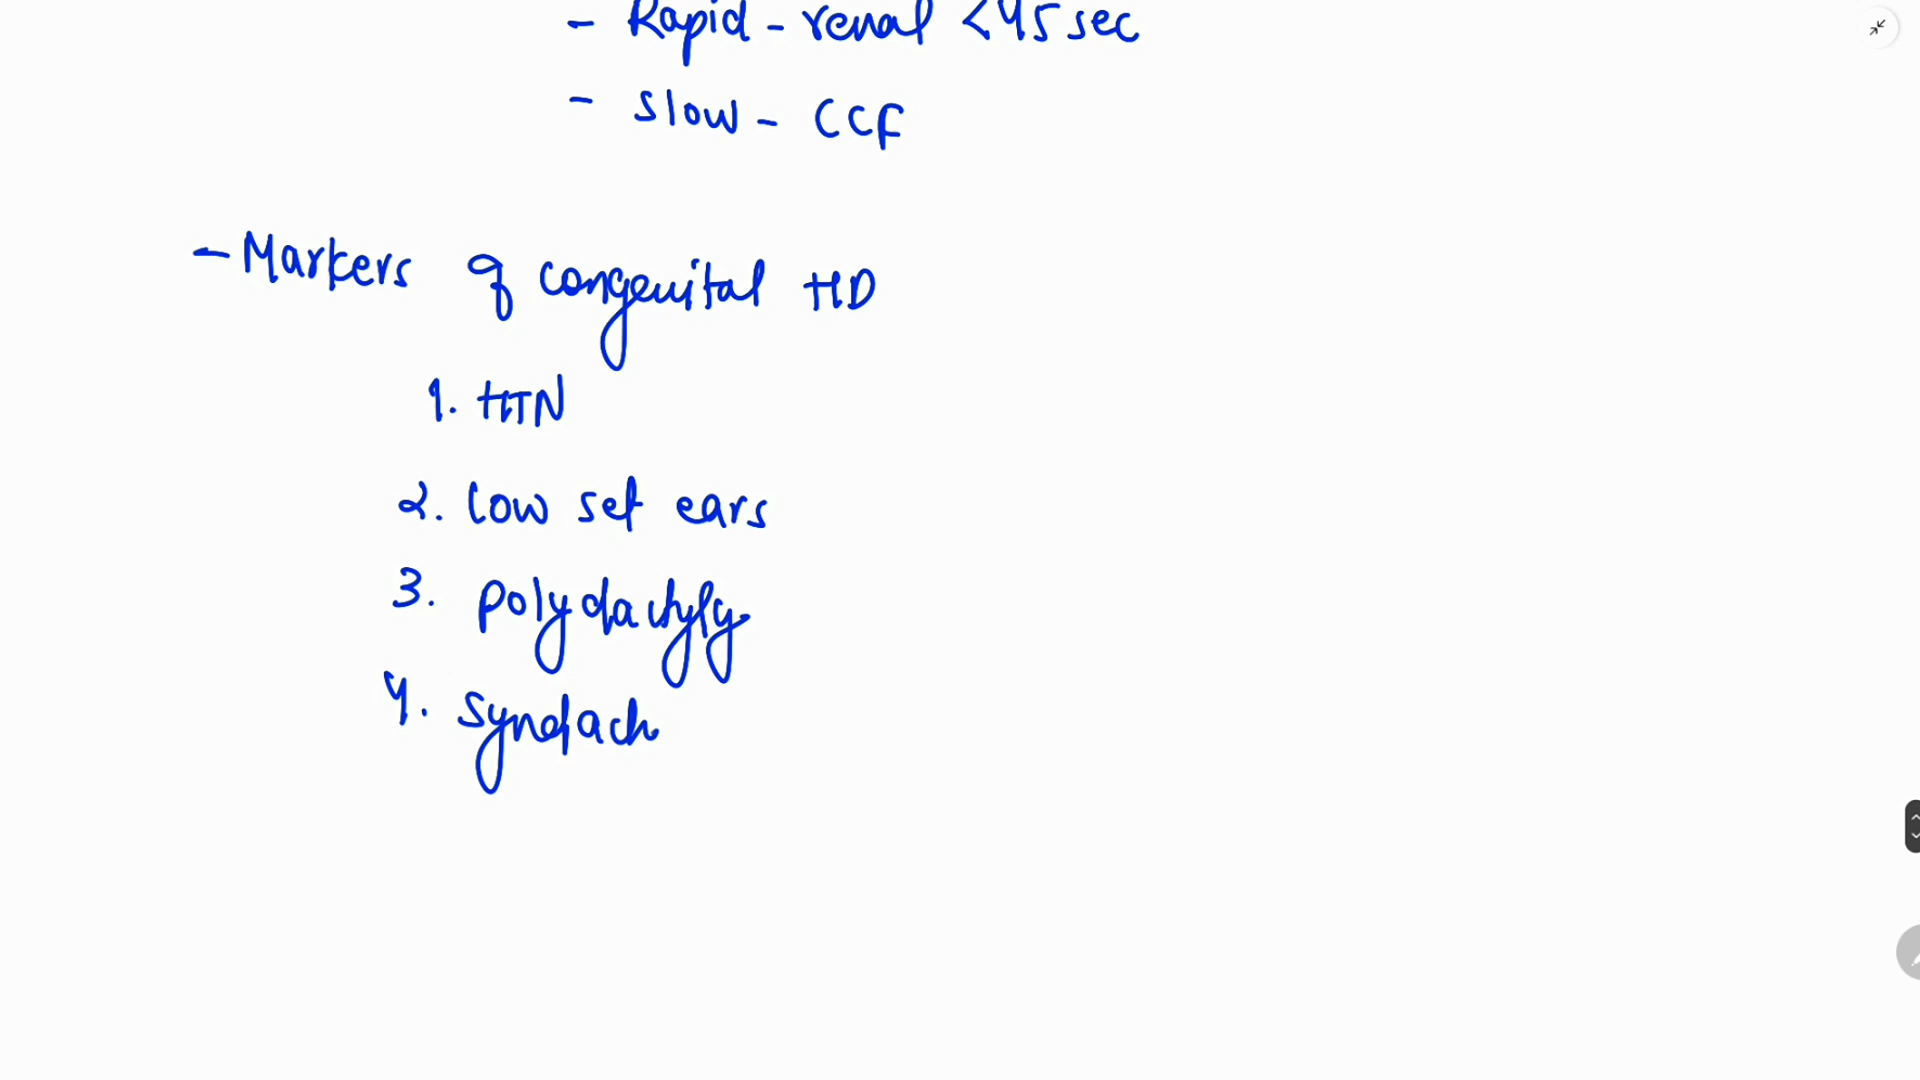 - Rapid - renal <45 sec
- Slow - CCF
- Markers of congenital HD
1. HTN
2. Low set ears
3. Polydactyly
4. Syndact